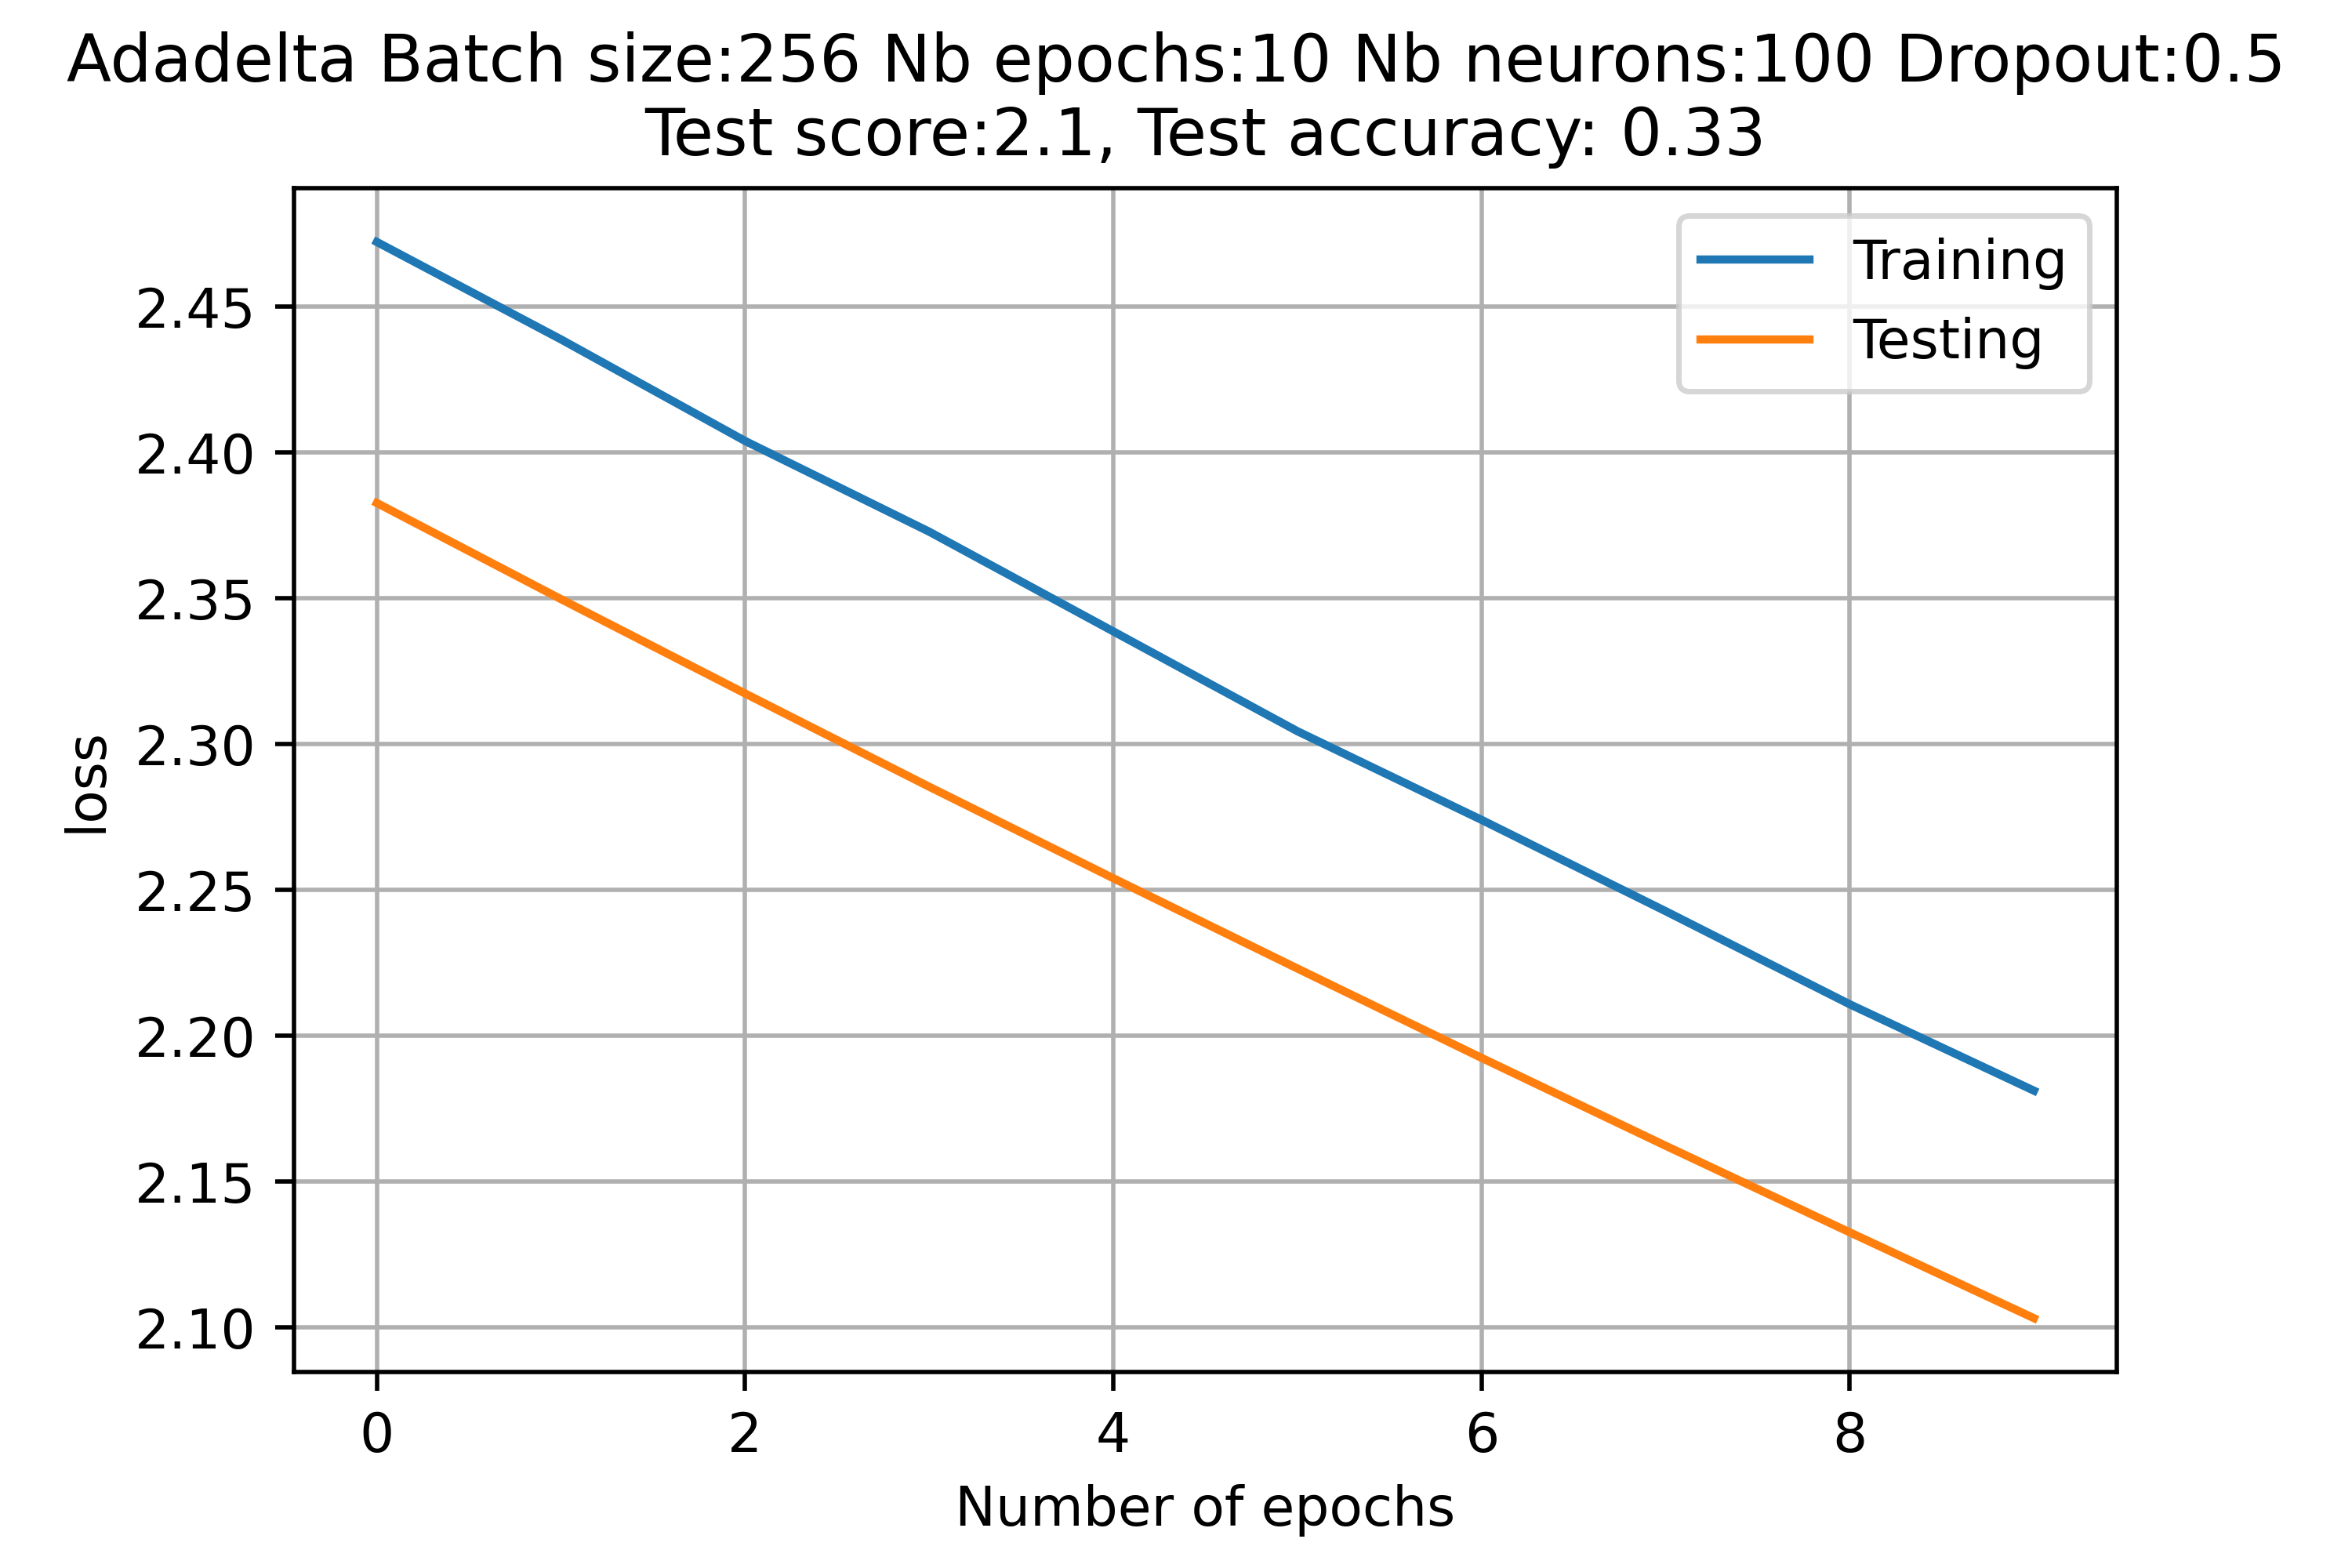 Adadelta Batch size:256 Nb epochs:10 Nb neurons:100 Dropout:0.5
Test score:2.1, Test accuracy: 0.33
Training
Testing
2.45
2.40
2.35
2.30
2.25
2.20
2.15
2.10
loss
0 2 4 6 8
Number of epochs